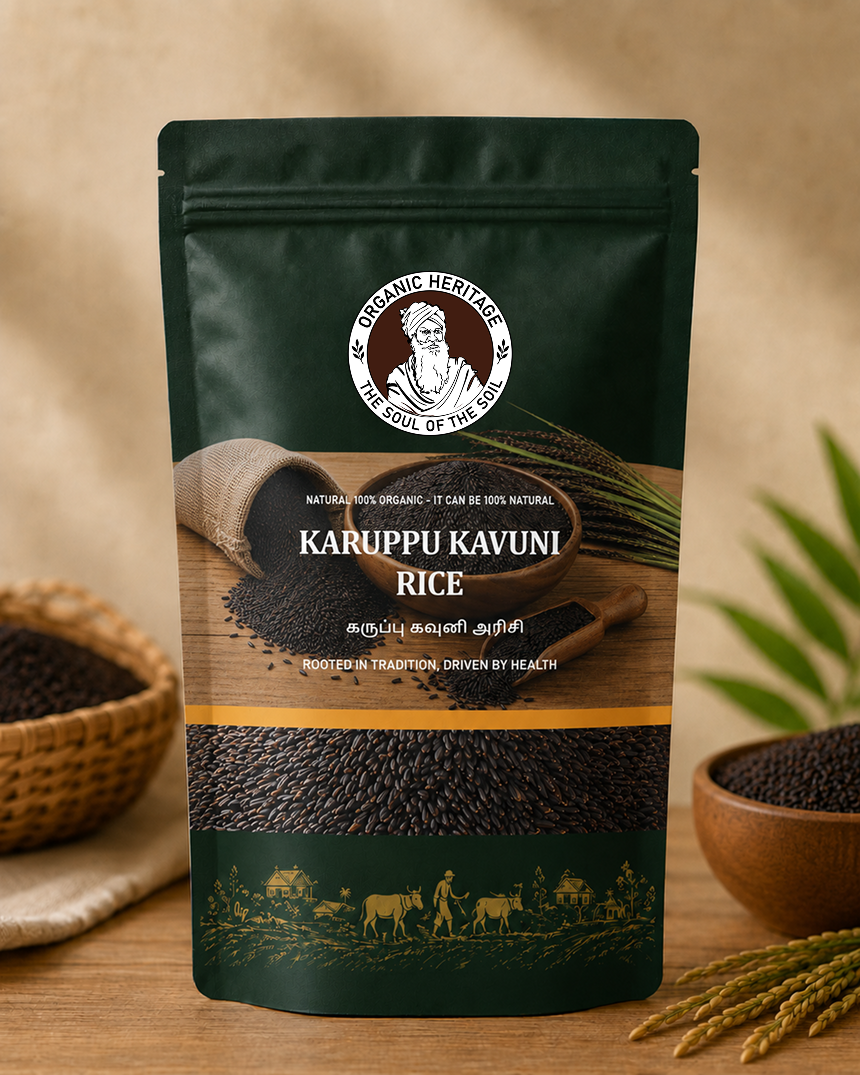 ORGANIC HERITAGE
THE SOUL OF THE SOIL
NATURAL 100% ORGANIC - IT CAN BE 100% NATURAL
KARUPPU KAVUNI
RICE
கருப்பு கவுனி அரிசி
ROOTED IN TRADITION, DRIVEN BY HEALTH